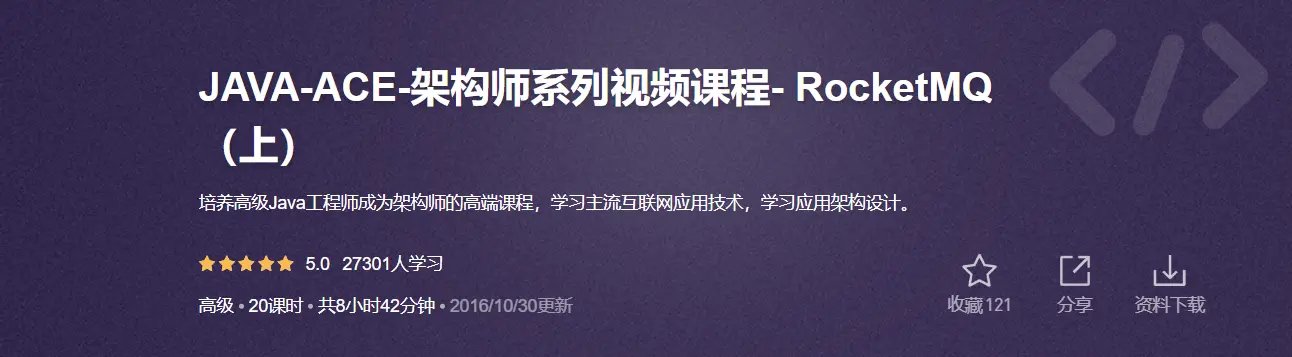 JAVA-ACE-架构师系列视频课程- RocketMQ
（上）
培养高级Java工程师成为架构师的高端课程，学习主流互联网应用技术，学习应用架构设计。
5.0 27301人学习
高级 • 20课时 • 共8小时42分钟 • 2016/10/30更新
收藏 121 分享 资料下载